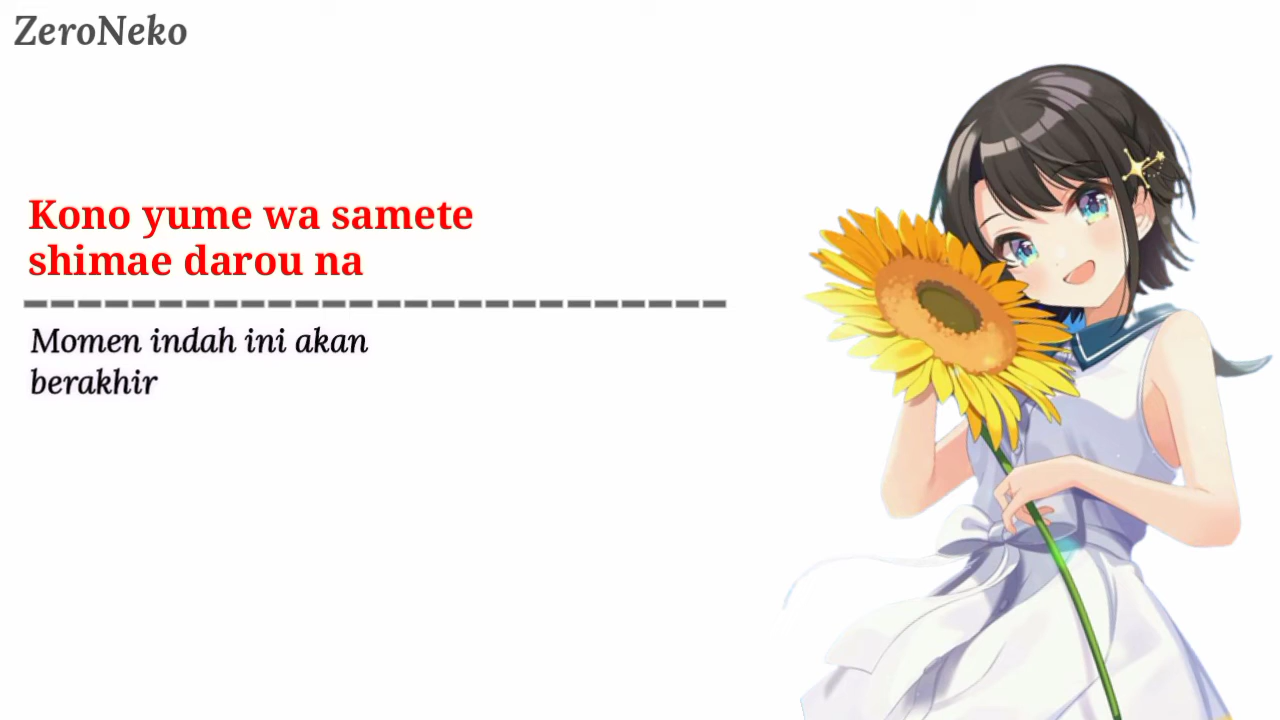 ZeroNeko
Kono yume wa samete
shimae darou na
Momen indah ini akan
berakhir